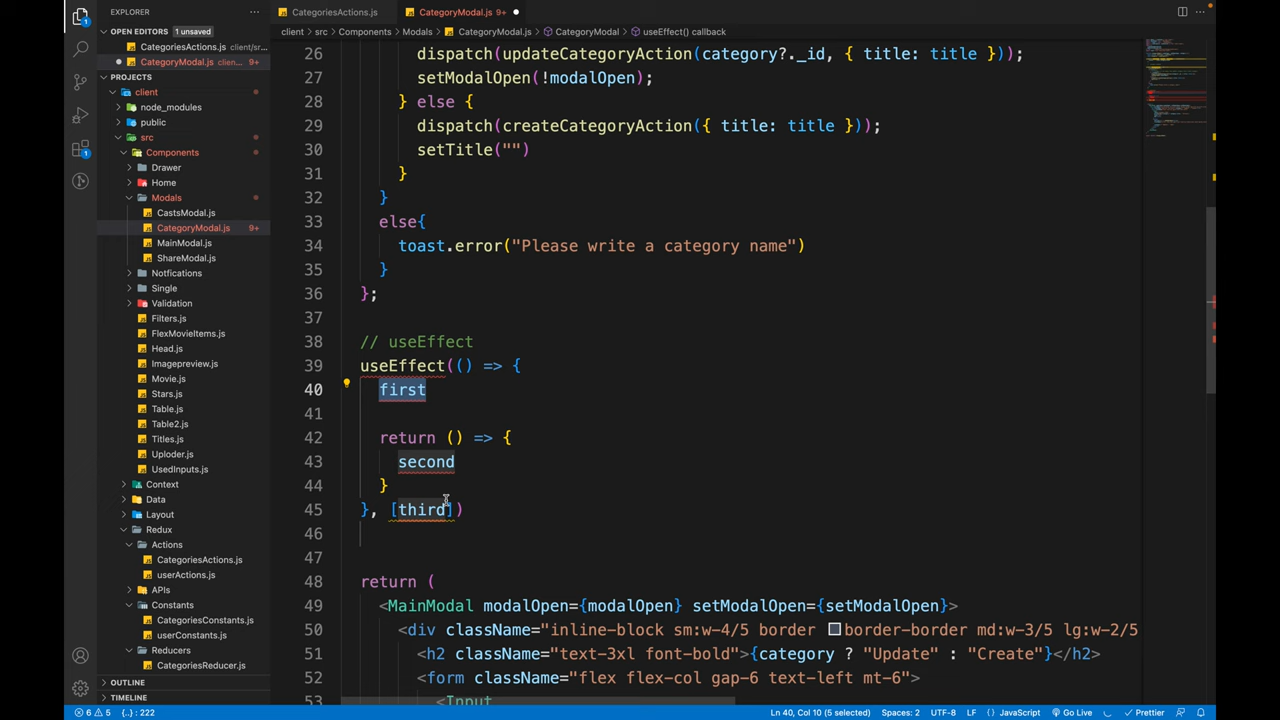 EXPLORER
CategoriesActions.js
CategoryModal.js 9+
OPEN EDITORS 1 unsaved
client > src > Components > Modals > CategoryModal.js > CategoryModal > useEffect() callback
CategoriesActions.js client/sr...
CategoryModal.js clien... 9+
PROJECTS
client
node_modules
public
src
Components
Drawer
Home
Modals
CastsModal.js
CategoryModal.js 9+
MainModal.js
ShareModal.js
Notfications
Single
Validation
Filters.js
FlexMovieItems.js
Head.js
Imagepreview.js
Movie.js
Stars.js
Table.js
Table2.js
Titles.js
Uploder.js
UsedInputs.js
Context
Data
Layout
Redux
Actions
CategoriesActions.js
userActions.js
APIs
Constants
CategoriesConstants.js
userConstants.js
Reducers
CategoriesReducer.js
OUTLINE
TIMELINE
26 dispatch(updateCategoryAction(category?._id, { title: title }));
27 setModalOpen(!modalOpen);
28 } else {
29 dispatch(createCategoryAction({ title: title }));
30 setTitle("")
31 }
32 }
33 else{
34 toast.error("Please write a category name")
35 }
36 };
37
38 // useEffect
39 useEffect(() => {
40 first
41
42 return () => {
43 second
44 }
45 }, [third])
46
47
48 return (
49 <MainModal modalOpen={modalOpen} setModalOpen={setModalOpen}>
50 <div className="inline-block sm:w-4/5 border border-border md:w-3/5 lg:w-2/5
51 <h2 className="text-3xl font-bold">{category ? "Update" : "Create"}</h2>
52 <form className="flex flex-col gap-6 text-left mt-6">
53 <Input
6 5 {..} : 222
Ln 40, Col 10 (5 selected) Spaces: 2 UTF-8 LF {} JavaScript Go Live Prettier